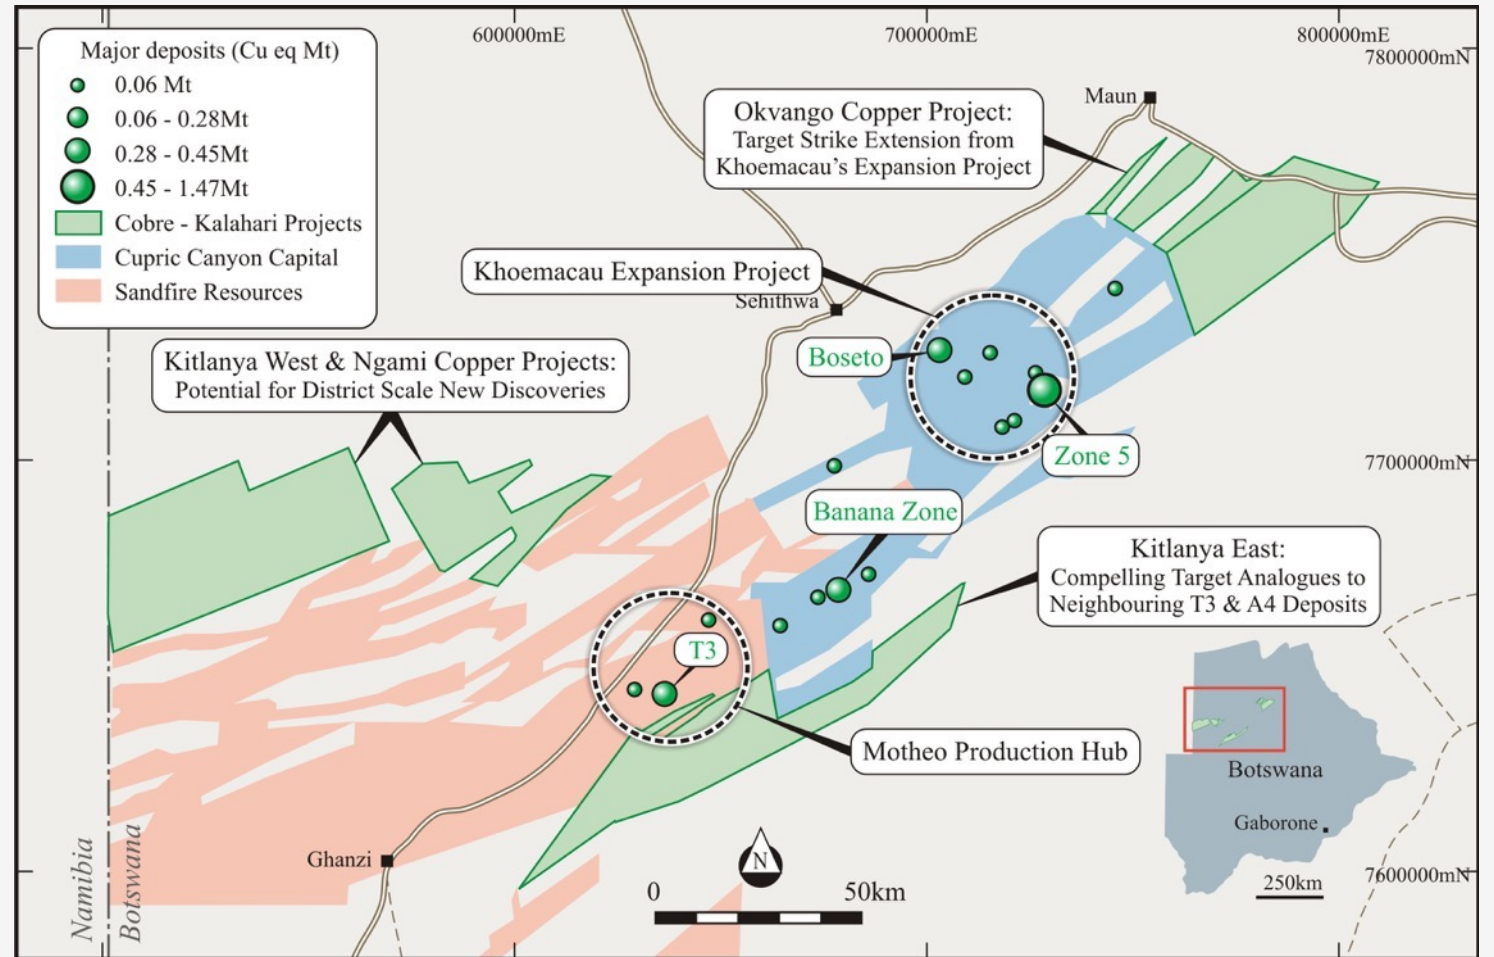 600000mE
700000mE
800000mE
7800000mN
Major deposits (Cu eq Mt)
0.06 Mt
0.06 - 0.28Mt
0.28 - 0.45Mt
0.45 - 1.47Mt
Cobre - Kalahari Projects
Cupric Canyon Capital
Sandfire Resources
Maun
Okvango Copper Project:
Target Strike Extension from
Khoemacau's Expansion Project
Khoemacau Expansion Project
Sehithwa
Kitlanya West & Ngami Copper Projects:
Potential for District Scale New Discoveries
Boseto
Zone 5
7700000mN
Banana Zone
Kitlanya East:
Compelling Target Analogues to
Neighbouring T3 & A4 Deposits
T3
Motheo Production Hub
Botswana
Gaborone
250km
Ghanzi
N
0
50km
7600000mN
Namibia
Botswana